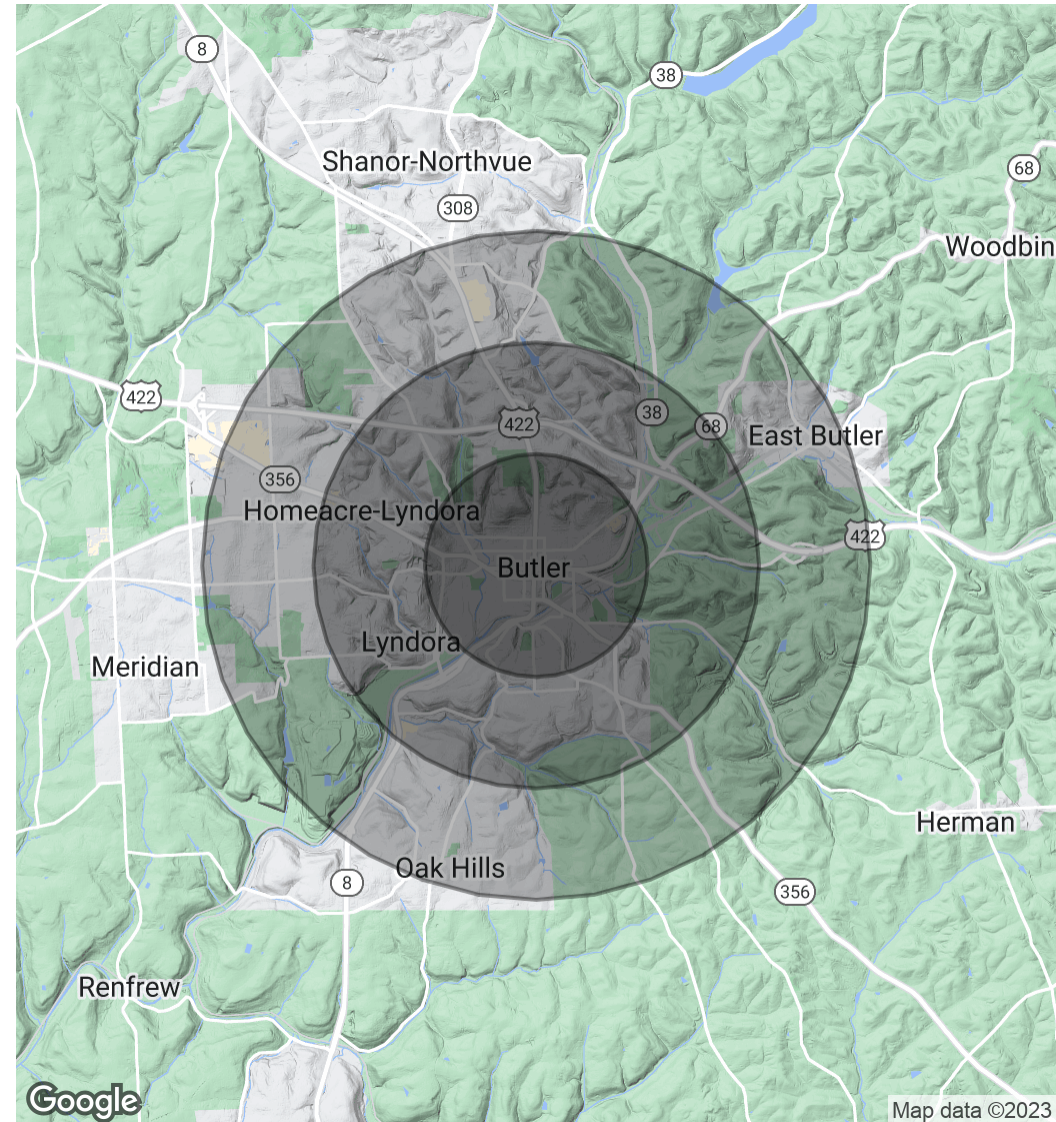 8
38
Shanor-Northvue
68
308
Woodbin
422
422
38
68
East Butler
356
Homeacre-Lyndora
422
Butler
Lyndora
Meridian
Herman
Oak Hills
8
356
Renfrew
Google
Map data ©2023